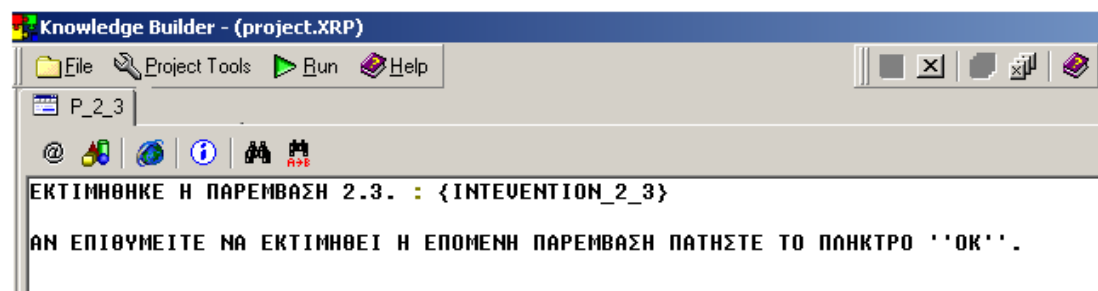 Knowledge Builder - (project.XRP)
File Project Tools Run Help
P_2_3
@ A→B
ΕΚΤΙΜΗΘΗΚΕ Η ΠΑΡΕΜΒΑΣΗ 2.3. : {INTEVENTION_2_3}
ΑΝ ΕΠΙΘΥΜΕΙΤΕ ΝΑ ΕΚΤΙΜΗΘΕΙ Η ΕΠΟΜΕΝΗ ΠΑΡΕΜΒΑΣΗ ΠΑΤΗΣΤΕ ΤΟ ΠΛΗΚΤΡΟ ''ΟΚ''.